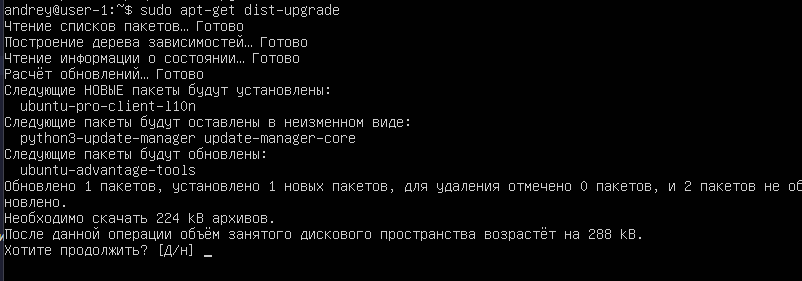 andrey@user-1:~$ sudo apt-get dist-upgrade
Чтение списков пакетов… Готово
Построение дерева зависимостей… Готово
Чтение информации о состоянии… Готово
Расчёт обновлений… Готово
Следующие НОВЫЕ пакеты будут установлены:
  ubuntu-pro-client-l10n
Следующие пакеты будут оставлены в неизменном виде:
  python3-update-manager update-manager-core
Следующие пакеты будут обновлены:
  ubuntu-advantage-tools
Обновлено 1 пакетов, установлено 1 новых пакетов, для удаления отмечено 0 пакетов, и 2 пакетов не об
новлено.
Необходимо скачать 224 kB архивов.
После данной операции объём занятого дискового пространства возрастёт на 288 kB.
Хотите продолжить? [Д/н] _